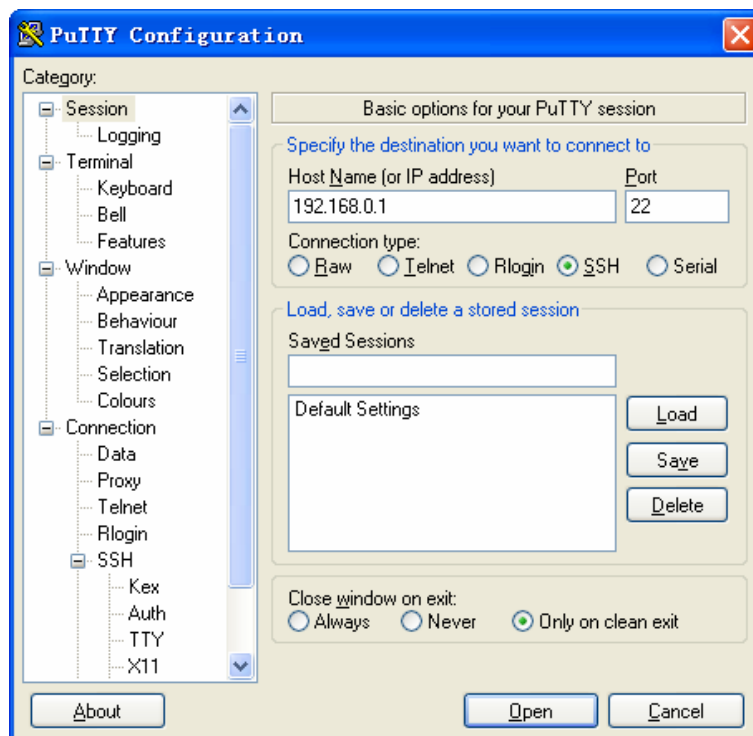 PuTTY Configuration
Category:
Session
Logging
Terminal
Keyboard
Bell
Features
Window
Appearance
Behaviour
Translation
Selection
Colours
Connection
Data
Proxy
Telnet
Rlogin
SSH
Kex
Auth
TTY
X11
Basic options for your PuTTY session
Specify the destination you want to connect to
Host Name (or IP address) Port
192.168.0.1 22
Connection type:
Raw Telnet Rlogin SSH Serial
Load, save or delete a stored session
Saved Sessions
Default Settings
Load
Save
Delete
Close window on exit:
Always Never Only on clean exit
About Open Cancel